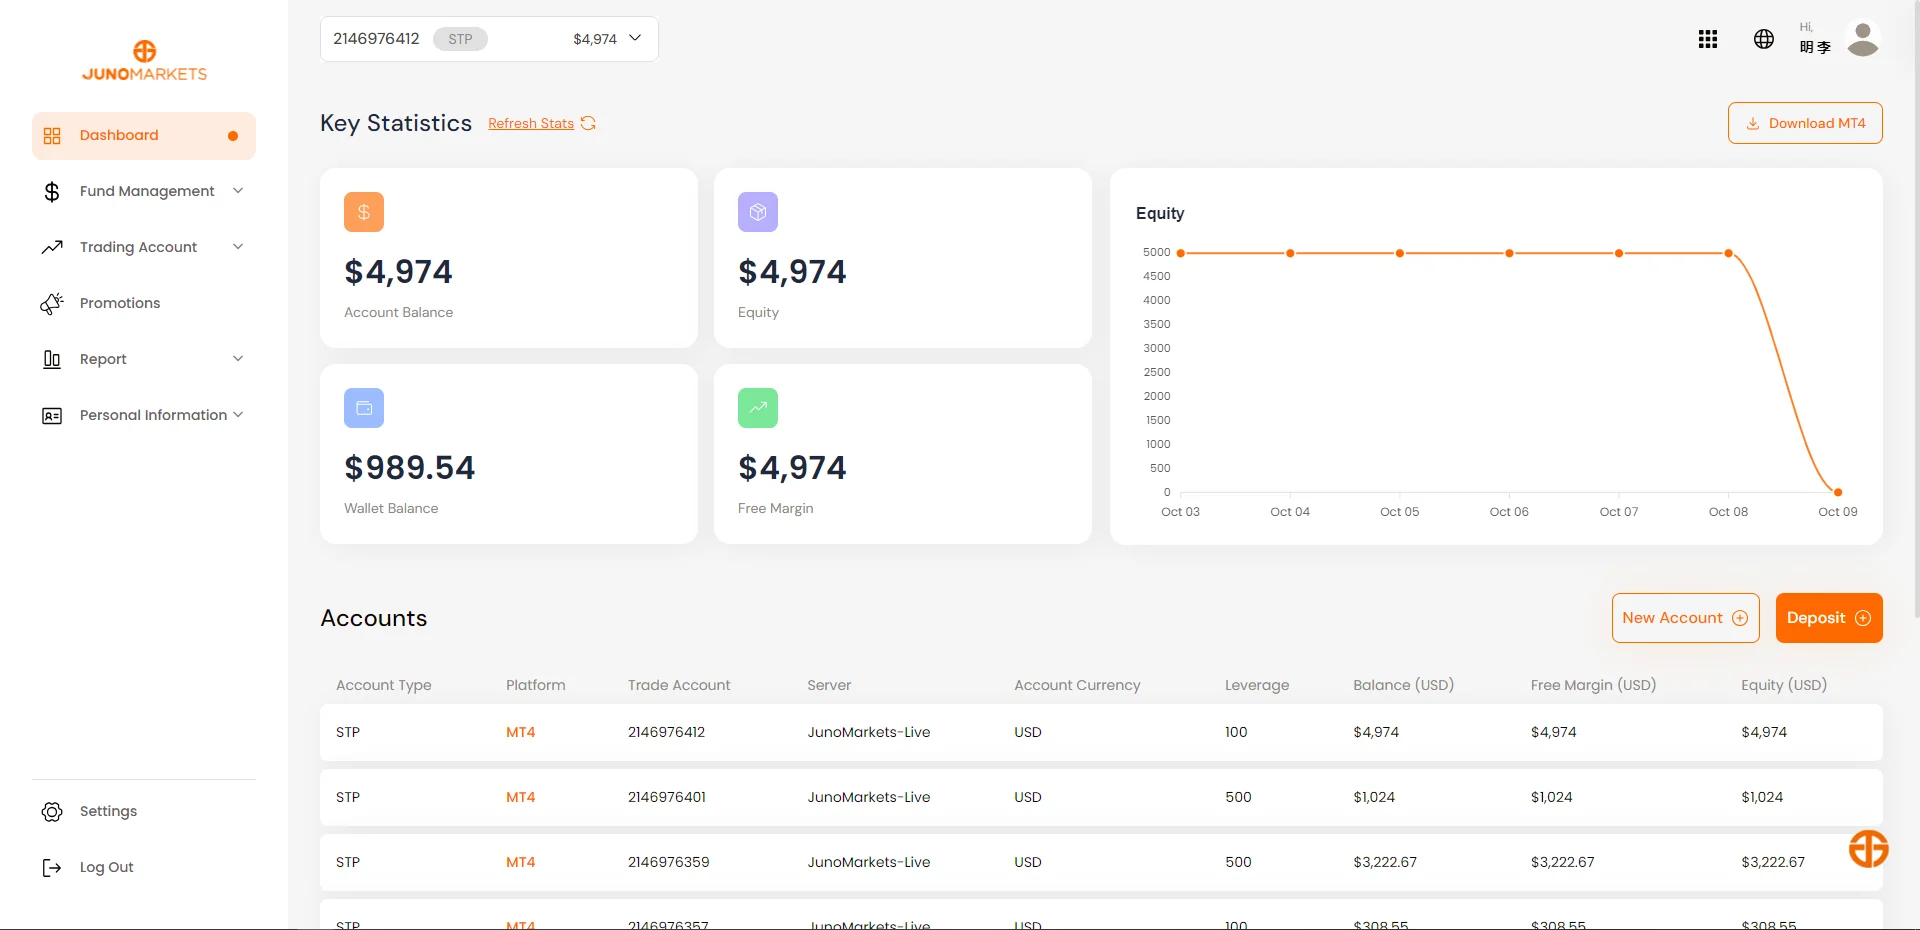 2146976412 STP $4,974
Hi,
明 李
JUNOMARKETS
Dashboard
Fund Management
Trading Account
Promotions
Report
Personal Information
Settings
Log Out
Key Statistics Refresh Stats
Download MT4
$4,974
Account Balance
$4,974
Equity
$989.54
Wallet Balance
$4,974
Free Margin
Equity
5000
4500
4000
3500
3000
2500
2000
1500
1000
500
0
Oct 03 Oct 04 Oct 05 Oct 06 Oct 07 Oct 08 Oct 09
Accounts
New Account
Deposit
Account Type Platform Trade Account Server Account Currency Leverage Balance (USD) Free Margin (USD) Equity (USD)
STP MT4 2146976412 JunoMarkets-Live USD 100 $4,974 $4,974 $4,974
STP MT4 2146976401 JunoMarkets-Live USD 500 $1,024 $1,024 $1,024
STP MT4 2146976359 JunoMarkets-Live USD 500 $3,222.67 $3,222.67 $3,222.67
STP MT4 2146976357 JunoMarkets-Live USD 100 $308.55 $308.55 $308.55